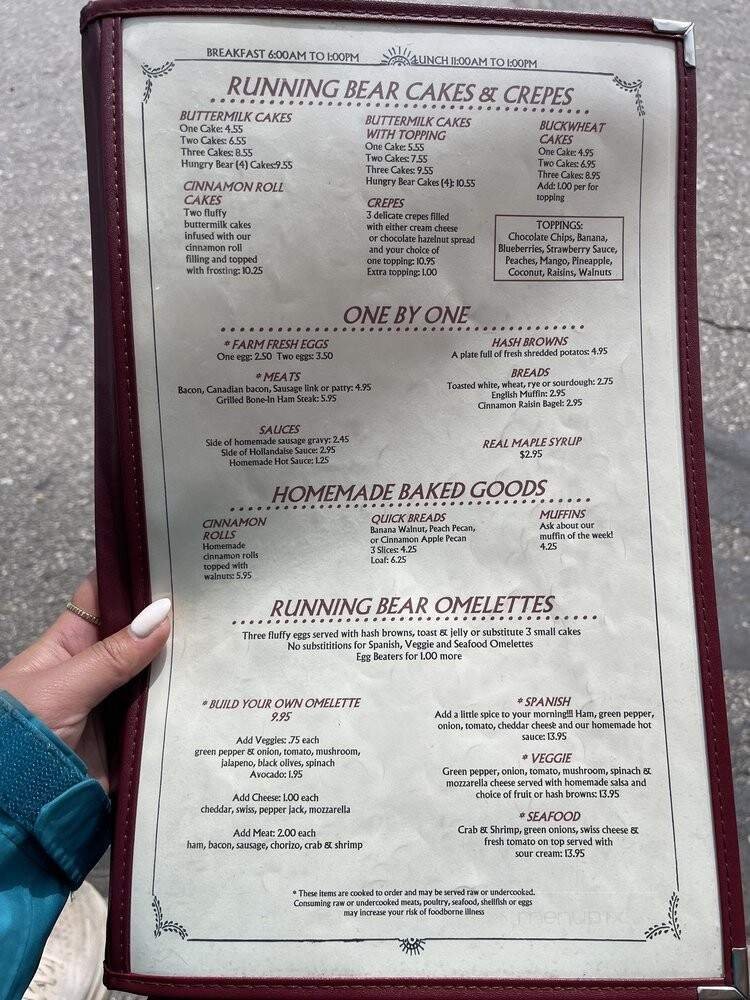 BREAKFAST 6:00AM TO 1:00PM LUNCH 11:00AM TO 1:00PM
RUNNING BEAR CAKES & CREPES
BUTTERMILK CAKES
One Cake: 4.55
Two Cakes: 6.55
Three Cakes: 8.55
Hungry Bear (4) Cakes:9.55
CINNAMON ROLL
CAKES
Two fluffy
buttermilk cakes
infused with our
cinnamon roll
filling and topped
with frosting: 10.25
BUTTERMILK CAKES
WITH TOPPING
One Cake: 5.55
Two Cakes: 7.55
Three Cakes: 9.55
Hungry Bear Cakes (4): 10.55
CREPES
3 delicate crepes filled
with either cream cheese
or chocolate hazelnut spread
and your choice of
one topping: 10.95
Extra topping: 1.00
BUCKWHEAT
CAKES
One Cake: 4.95
Two Cakes: 6.95
Three Cakes: 8.95
Add: 1.00 per for
topping
TOPPINGS:
Chocolate Chips, Banana,
Blueberries, Strawberry Sauce,
Peaches, Mango, Pineapple,
Coconut, Raisins, Walnuts
ONE BY ONE
* FARM FRESH EGGS
One egg: 2.50 Two eggs: 3.50
* MEATS
Bacon, Canadian bacon, Sausage link or patty: 4.95
Grilled Bone-In Ham Steak: 5.95
SAUCES
Side of homemade sausage gravy: 2.45
Side of Hollandaise Sauce: 2.95
Homemade Hot Sauce: 1.25
HASH BROWNS
A plate full of fresh shredded potatos: 4.95
BREADS
Toasted white, wheat, rye or sourdough: 2.75
English Muffin: 2.95
Cinnamon Raisin Bagel: 2.95
REAL MAPLE SYRUP
$2.95
HOMEMADE BAKED GOODS
CINNAMON
ROLLS
Homemade
cinnamon rolls
topped with
walnuts: 5.95
QUICK BREADS
Banana Walnut, Peach Pecan,
or Cinnamon Apple Pecan
3 Slices: 4.25
Loaf: 6.25
MUFFINS
Ask about our
muffin of the week!
4.25
RUNNING BEAR OMELETTES
Three fluffy eggs served with hash browns, toast & jelly or substitute 3 small cakes
No substititions for Spanish, Veggie and Seafood Omelettes
Egg Beaters for 1.00 more
* BUILD YOUR OWN OMELETTE
9.95
Add Veggies: .75 each
green pepper & onion, tomato, mushroom,
jalapeno, black olives, spinach
Avocado: 1.95
Add Cheese: 1.00 each
cheddar, swiss, pepper jack, mozzarella
Add Meat: 2.00 each
ham, bacon, sausage, chorizo, crab & shrimp
* SPANISH
Add a little spice to your morning!!! Ham, green pepper,
onion, tomato, cheddar cheese and our homemade hot
sauce: 13.95
* VEGGIE
Green pepper, onion, tomato, mushroom, spinach &
mozzarella cheese served with homemade salsa and
choice of fruit or hash browns: 13.95
* SEAFOOD
Crab & Shrimp, green onions, swiss cheese &
fresh tomato on top served with
sour cream: 13.95
* These items are cooked to order and may be served raw or undercooked.
Consuming raw or undercooked meats, poultry, seafood, shellfish or eggs
may increase your risk of foodborne illness